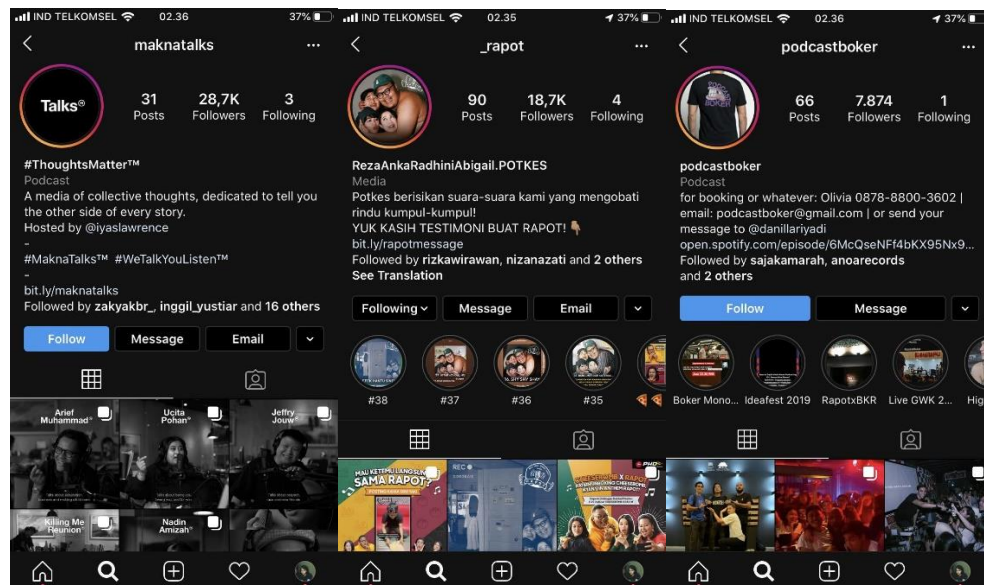 IND TELKOMSEL 02.36 37%
maknatalks
Talks®
31 28,7K 3
Posts Followers Following
#ThoughtsMatter™
Podcast
A media of collective thoughts, dedicated to tell you
the other side of every story.
Hosted by @iyaslawrence
-
#MaknaTalks™ #WeTalkYouListen™
-
bit.ly/maknatalks
Followed by zakyakbr_, inggil_yustiar and 16 others
Follow Message Email
Arief Muhammad®
Ucita Pohan®
Jeffry Jouw®
Kilang Me Reunion®
Nadin Amizah®
IND TELKOMSEL 02.35 37%
_rapot
90 18,7K 4
Posts Followers Following
RezaAnkaRadhiniAbigail.POTKES
Media
Potkes berisikan suara-suara kami yang mengobati
rindu kumpul-kumpul!
YUK KASIH TESTIMONI BUAT RAPOT! 👇🏽
bit.ly/rapotmessage
Followed by rizkawirawan, nizanazati and 2 others
See Translation
Following Message Email
#38 #37 #36 #35 🍕🍕
MAU KETEMU LANGSUNG
SAMA RAPOT?
REC
IND TELKOMSEL 02.36 37%
podcastboker
66 7.874 1
Posts Followers Following
podcastboker
Podcast
for booking or whatever: Olivia 0878-8800-3602 |
email: podcastboker@gmail.com | or send your
message to @danillariyadi
open.spotify.com/episode/6McQseNFf4bKX95Nx9...
Followed by sajakamarah, anoarecords
and 2 others
Follow Message
Boker Mono... Ideafest 2019 RapotxBKR Live GWK 2... Hig